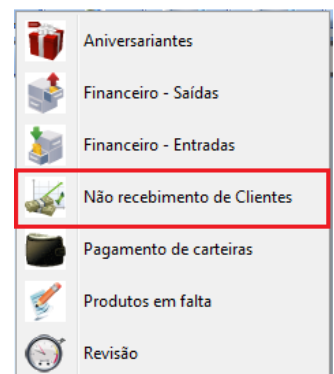 Aniversariantes
Financeiro - Saídas
Financeiro - Entradas
Não recebimento de Clientes
Pagamento de carteiras
Produtos em falta
Revisão